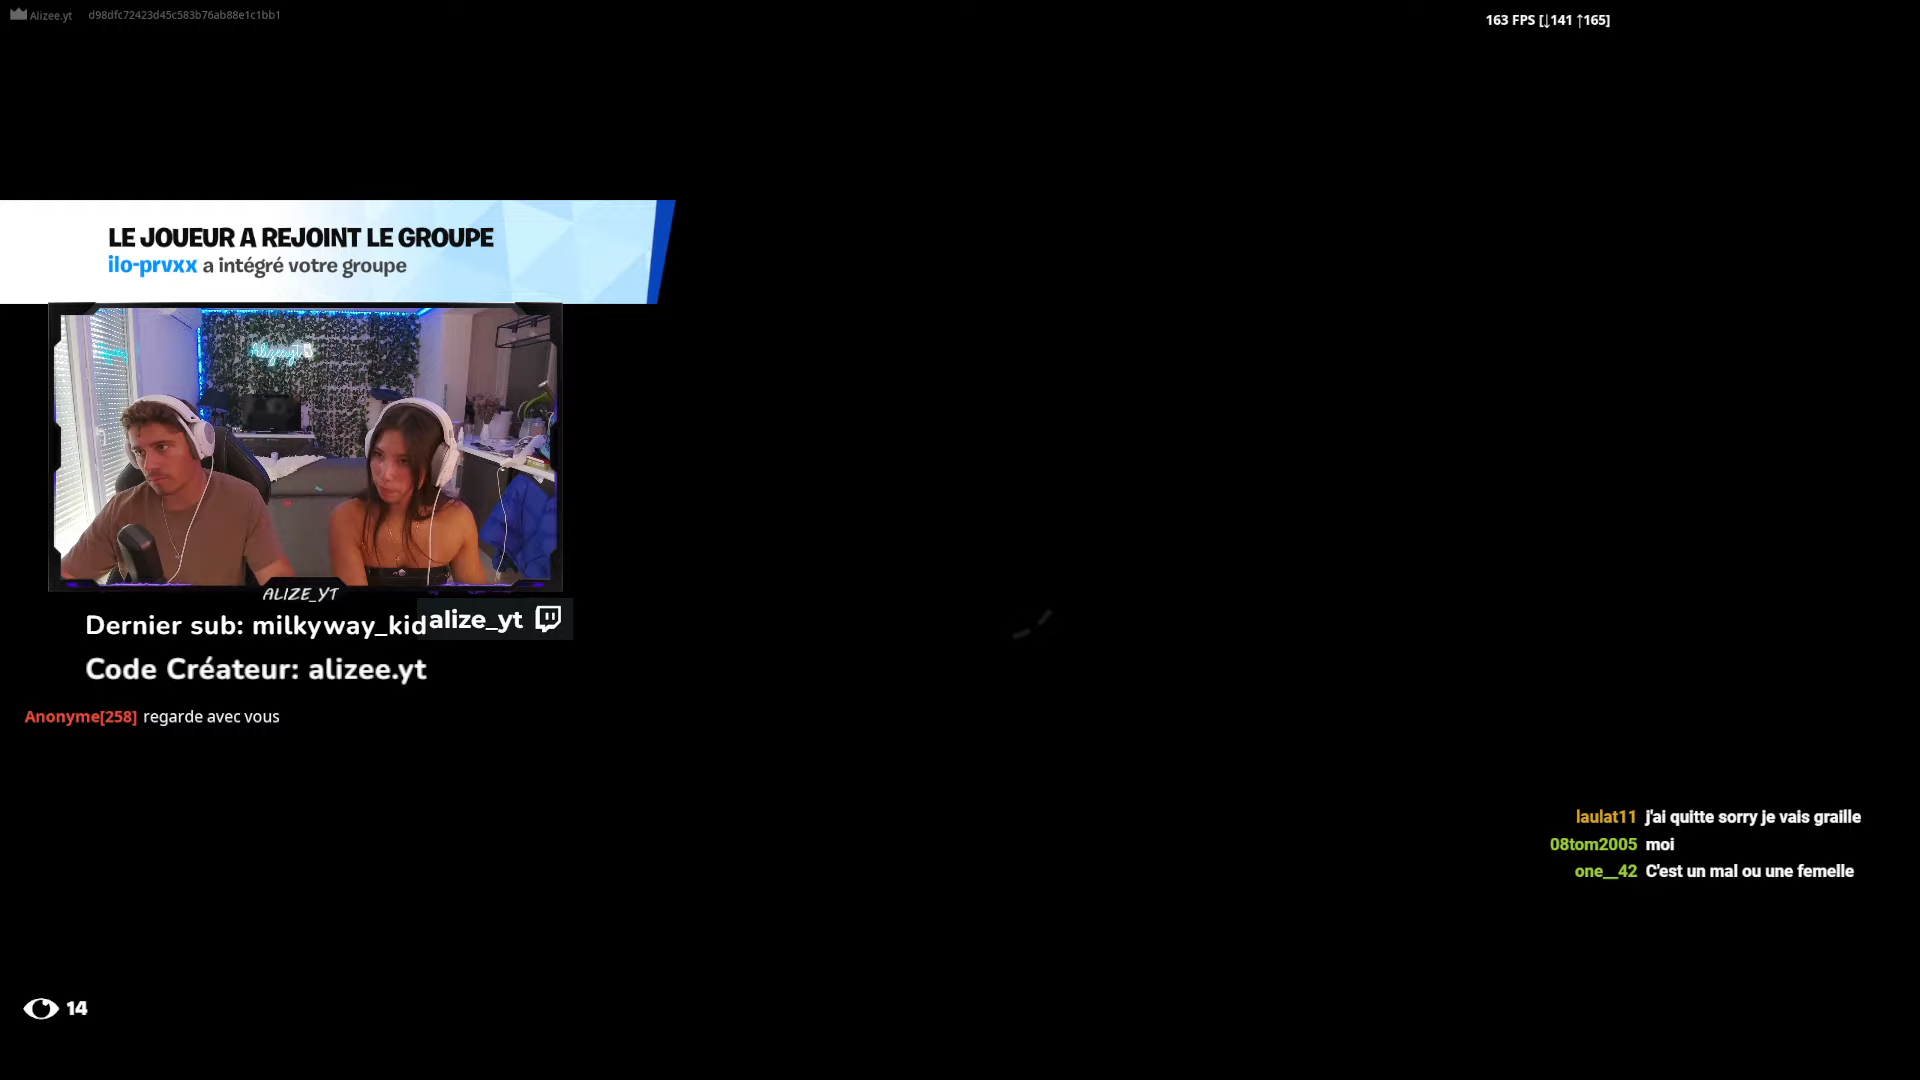 Alizee.yt d98dfc72423d45c583b76ab88e1c1bb1
163 FPS [↓141 ↑165]
LE JOUEUR A REJOINT LE GROUPE
ilo-prvxx a intégré votre groupe
Alizee.yt
ALIZE_YT
Dernier sub: milkyway_kid
alize_yt
Code Créateur: alizee.yt
Anonyme[258] regarde avec vous
laulat11 j'ai quitte sorry je vais graille
08tom2005 moi
one__42 C'est un mal ou une femelle
14